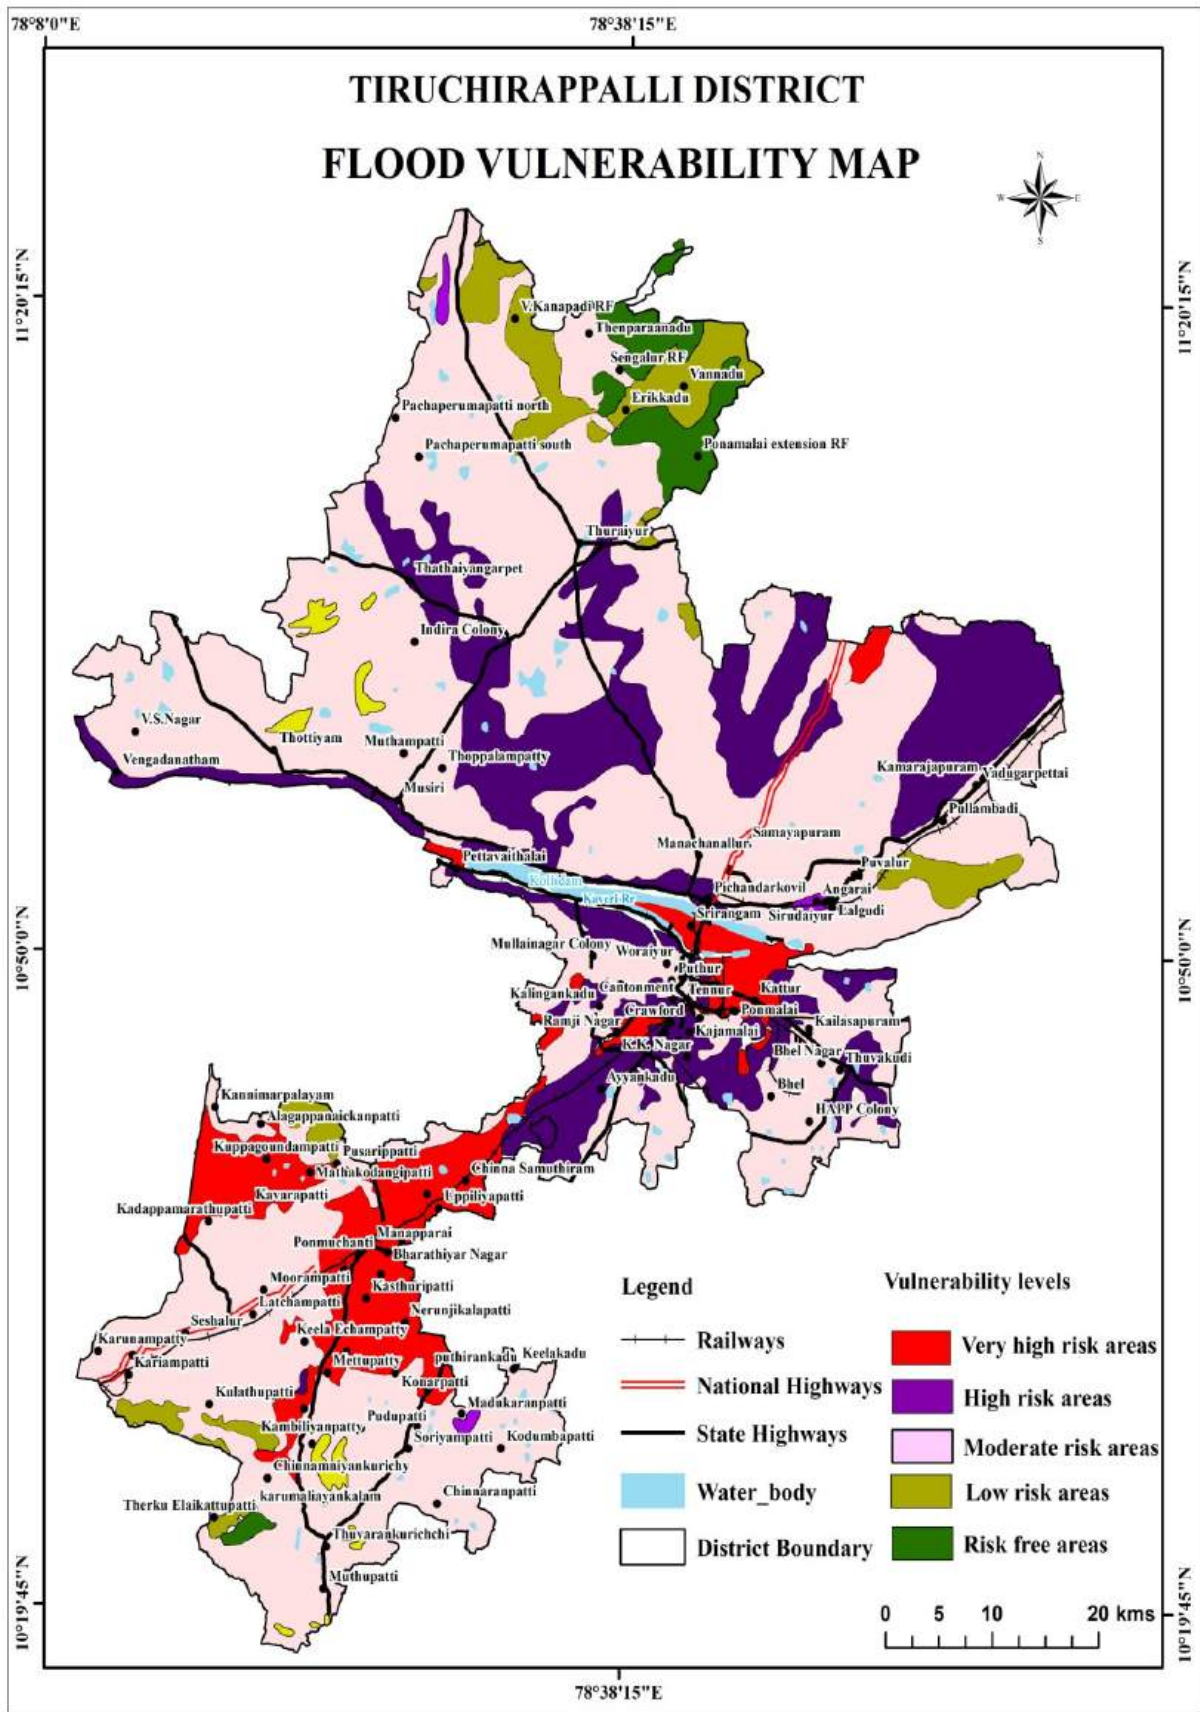 78°8'0"E
78°38'15"E
TIRUCHIRAPPALLI DISTRICT
FLOOD VULNERABILITY MAP
N
W
E
S
11°20'15"N
11°20'15"N
V.Kanapadi RF
Thenparaanadu
Sengalur RF
Vannadu
Erikkadu
Pachaperumapatti north
Pachaperumapatti south
Ponamalai extension RF
Thuraiyur
Thathaiyangarpet
Indira Colony
V.S.Nagar
Thottiyam
Muthampatti
Vengadanatham
Thoppalampatty
Kamarajapuram
Vadugarpettai
Musiri
Pullambadi
Samayapuram
Manachanallur
Pettavaithalai
Puvalur
Kollidam
Pichandarkovil
Angarai
Kaveri Rr
Srirangam
Sirudaiyur
Lalgudi
Mullainagar Colony
Woraiyur
10°50'0"N
10°50'0"N
Puthur
Cantonment
Tennur
Kattur
Kalingankadu
Crawford
Ponmalai
Ramji Nagar
Kajamalai
Kailasapuram
K.K. Nagar
Bhel Nagar
Thuvakudi
Ayyankadu
Bhel
HAPP Colony
Kanaimarpalayam
Alagappanaickanpatti
Kuppagoundampatti
Pusarippatti
Mathakodangipatti
Chinna Samuthiram
Kavarapatti
Uppiliyapatti
Kadappamarathupatti
Manapparai
Ponmuchanti
Bharathiyar Nagar
Moorampatti
Kasthuripatti
Latchampatti
Nerunjikalapatti
Seshalur
Keela Echampatty
Karunampatty
Kariampatti
Mettupatty
puthirankadu
Keelakadu
Konarpatti
Kulathupatti
Madukaranpatti
Pudupatti
Kambiliyanpatty
Soriyampatti
Kodumbapatti
Chinnamniyankurichy
karumaliayankalam
Chinnaranpatti
Therku Elaikattupatti
Thuvarankurichchi
Muthupatti
Legend
Railways
National Highways
State Highways
Water_body
District Boundary
Vulnerability levels
Very high risk areas
High risk areas
Moderate risk areas
Low risk areas
Risk free areas
0 5 10 20 kms
10°19'45"N
10°19'45"N
78°38'15"E